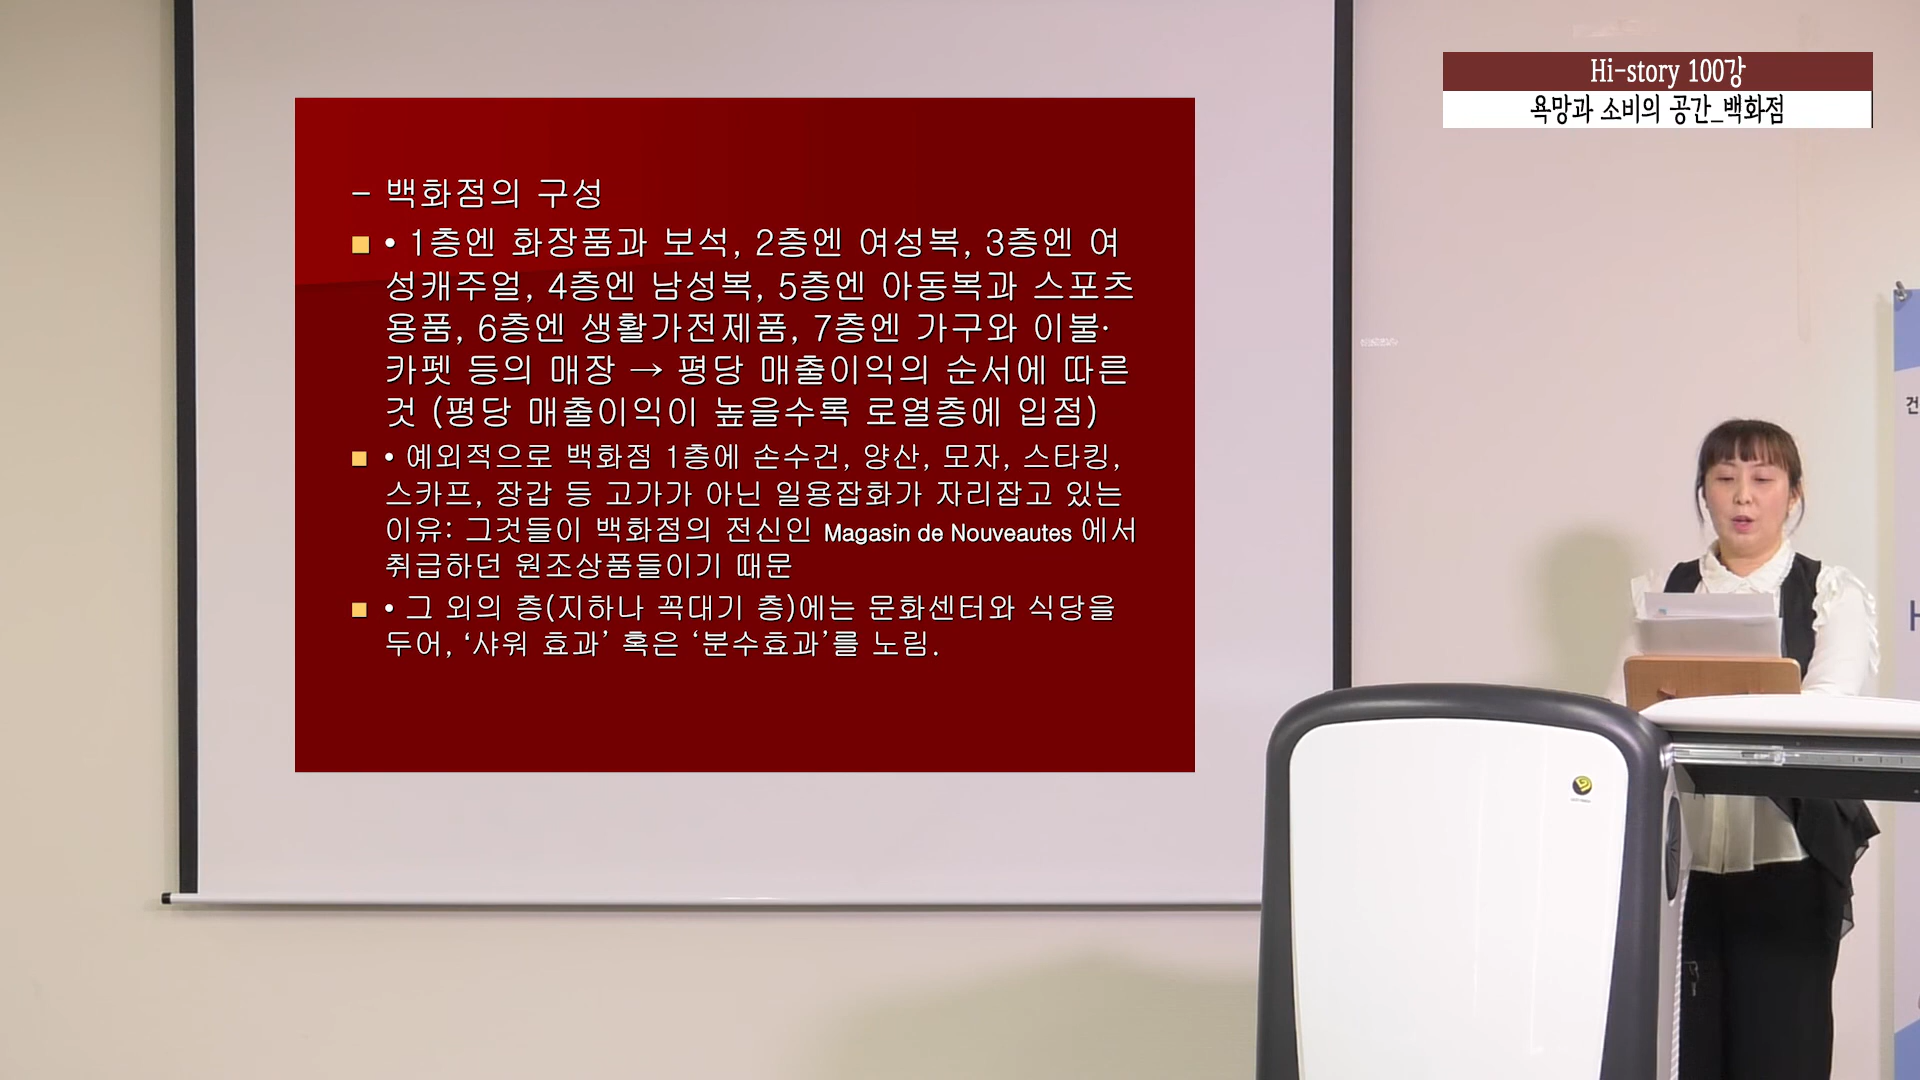 Hi-story 100강
욕망과 소비의 공간_백화점
– 백화점의 구성
• 1층엔 화장품과 보석, 2층엔 여성복, 3층엔 여
성캐주얼, 4층엔 남성복, 5층엔 아동복과 스포츠
용품, 6층엔 생활가전제품, 7층엔 가구와 이불·
카펫 등의 매장 → 평당 매출이익의 순서에 따른
것 (평당 매출이익이 높을수록 로열층에 입점)
• 예외적으로 백화점 1층에 손수건, 양산, 모자, 스타킹,
스카프, 장갑 등 고가가 아닌 일용잡화가 자리잡고 있는
이유: 그것들이 백화점의 전신인 Magasin de Nouveautes 에서
취급하던 원조상품들이기 때문
• 그 외의 층(지하나 꼭대기 층)에는 문화센터와 식당을
두어, ‘샤워 효과’ 혹은 ‘분수효과’를 노림.
건